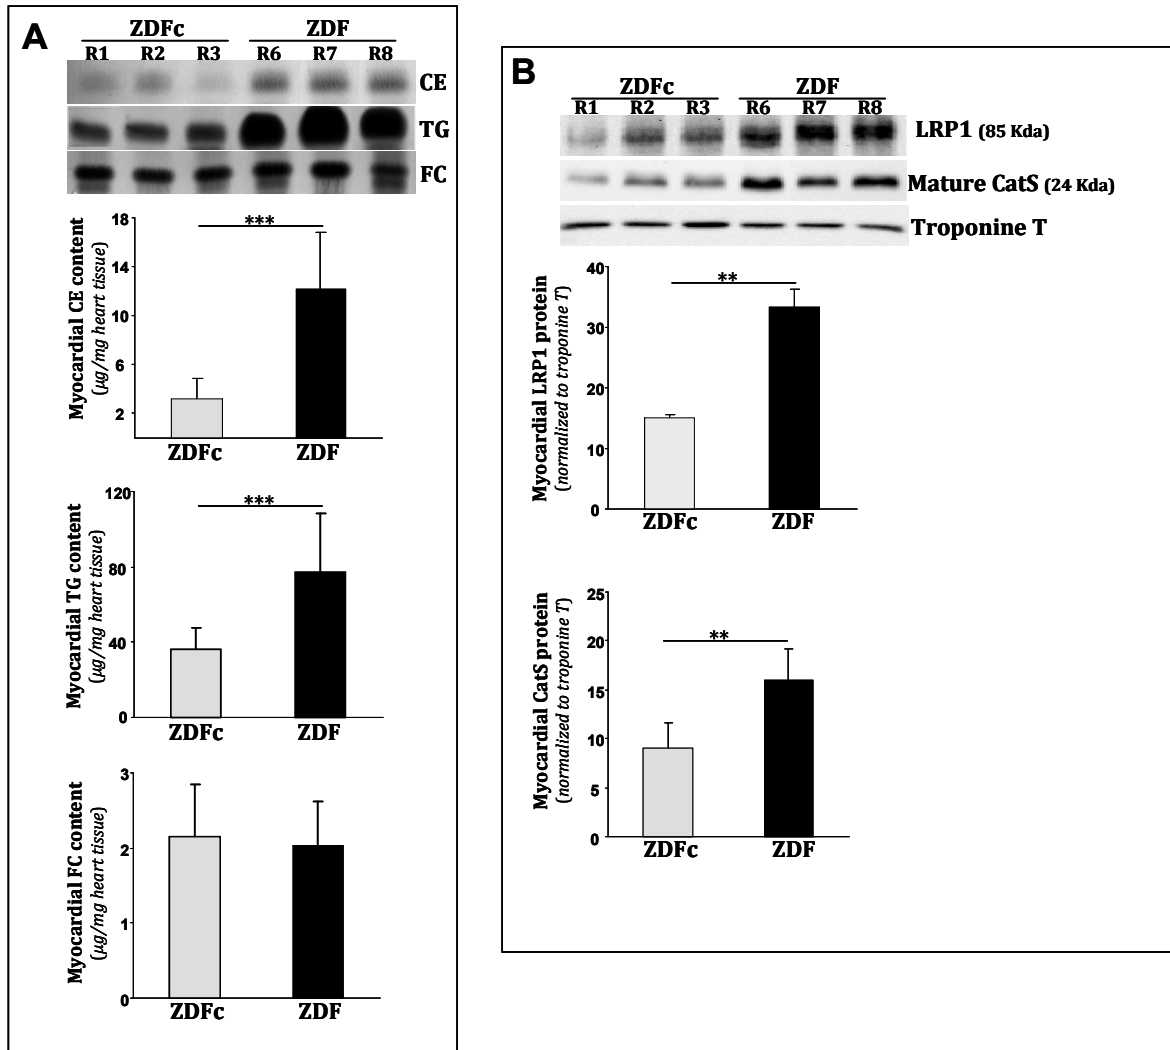 A
ZDFc ZDF
R1 R2 R3 R6 R7 R8
CE
TG
FC
Myocardial CE content
(µg/mg heart tissue)
18
14
10
6
2
***
ZDFc ZDF
Myocardial TG content
(µg/mg heart tissue)
120
80
40
0
***
ZDFc ZDF
Myocardial FC content
(µg/mg heart tissue)
3
2
1
0
ZDFc ZDF
B
ZDFc ZDF
R1 R2 R3 R6 R7 R8
LRP1 (85 Kda)
Mature CatS (24 Kda)
Troponine T
Myocardial LRP1 protein
(normalized to troponine T)
40
30
20
10
0
**
ZDFc ZDF
Myocardial CatS protein
(normalized to troponine T)
25
20
15
10
5
0
**
ZDFc ZDF